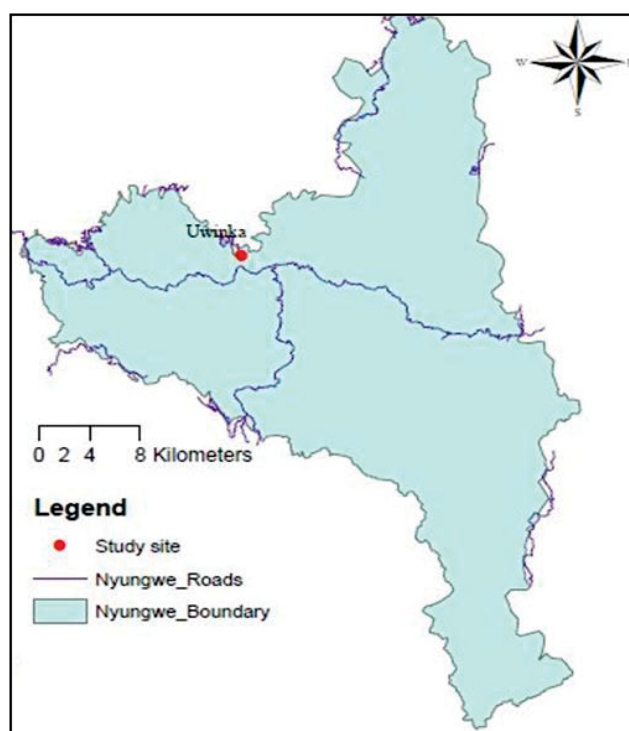 W
S
Uwinka
0 2 4 8 Kilometers
Legend
Study site
Nyungwe_Roads
Nyungwe_Boundary